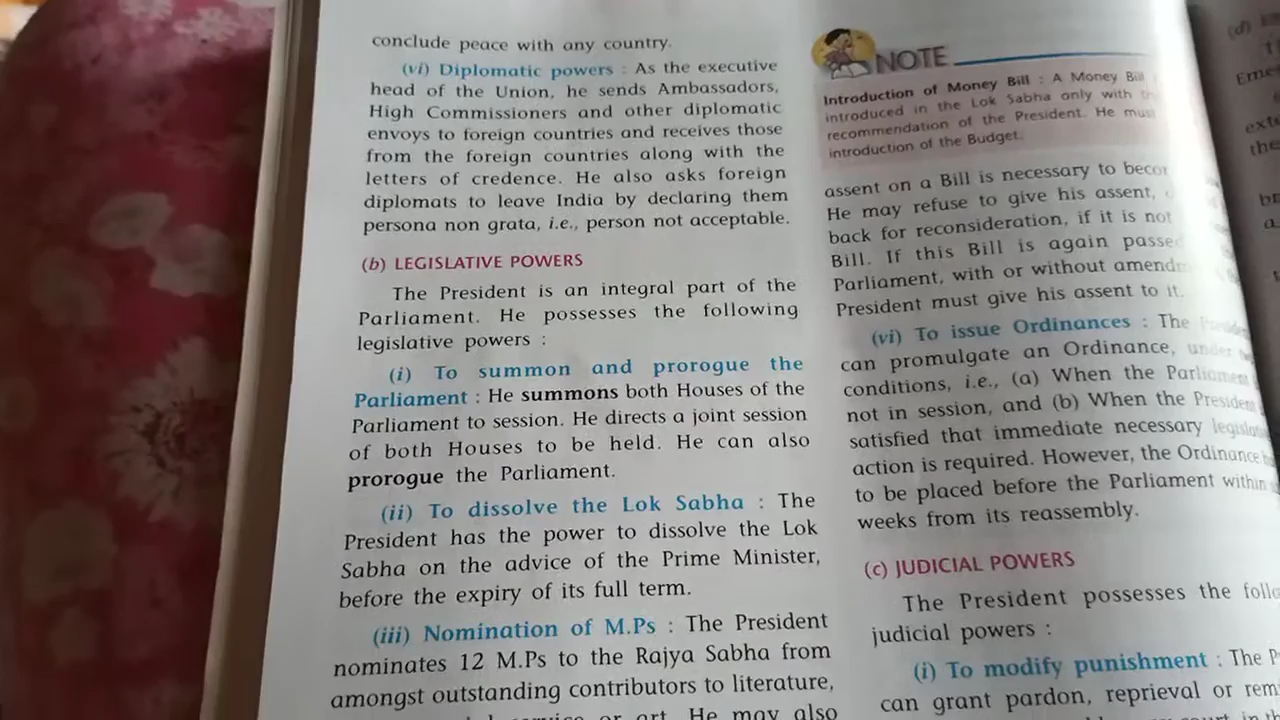 conclude peace with any country.
(vi) Diplomatic powers : As the executive
head of the Union, he sends Ambassadors,
High Commissioners and other diplomatic
envoys to foreign countries and receives those
from the foreign countries along with the
letters of credence. He also asks foreign
diplomats to leave India by declaring them
persona non grata, i.e., person not acceptable.
(b) LEGISLATIVE POWERS
The President is an integral part of the
Parliament. He possesses the following
legislative powers :
(i) To summon and prorogue the
Parliament : He summons both Houses of the
Parliament to session. He directs a joint session
of both Houses to be held. He can also
prorogue the Parliament.
(ii) To dissolve the Lok Sabha : The
President has the power to dissolve the Lok
Sabha on the advice of the Prime Minister,
before the expiry of its full term.
(iii) Nomination of M.Ps : The President
nominates 12 M.Ps to the Rajya Sabha from
amongst outstanding contributors to literature,
or art. He may also
NOTE
Introduction of Money Bill : A Money Bill
introduced in the Lok Sabha only with
recommendation of the President. He must
introduction of the Budget.
assent on a Bill is necessary to
He may refuse to give his assent,
back for reconsideration, if it is not
Bill. If this Bill is again
Parliament, with or without
President must give his assent to it.
(vi) To issue Ordinances : The
can promulgate an Ordinance, under
conditions, i.e., (a) When the Parliament
not in session, and (b) When the President
satisfied that immediate necessary
action is required. However, the Ordinance
to be placed before the Parliament within
weeks from its reassembly.
(c) JUDICIAL POWERS
The President possesses the
judicial powers :
(i) To modify punishment : The
can grant pardon, reprieval or
(d)